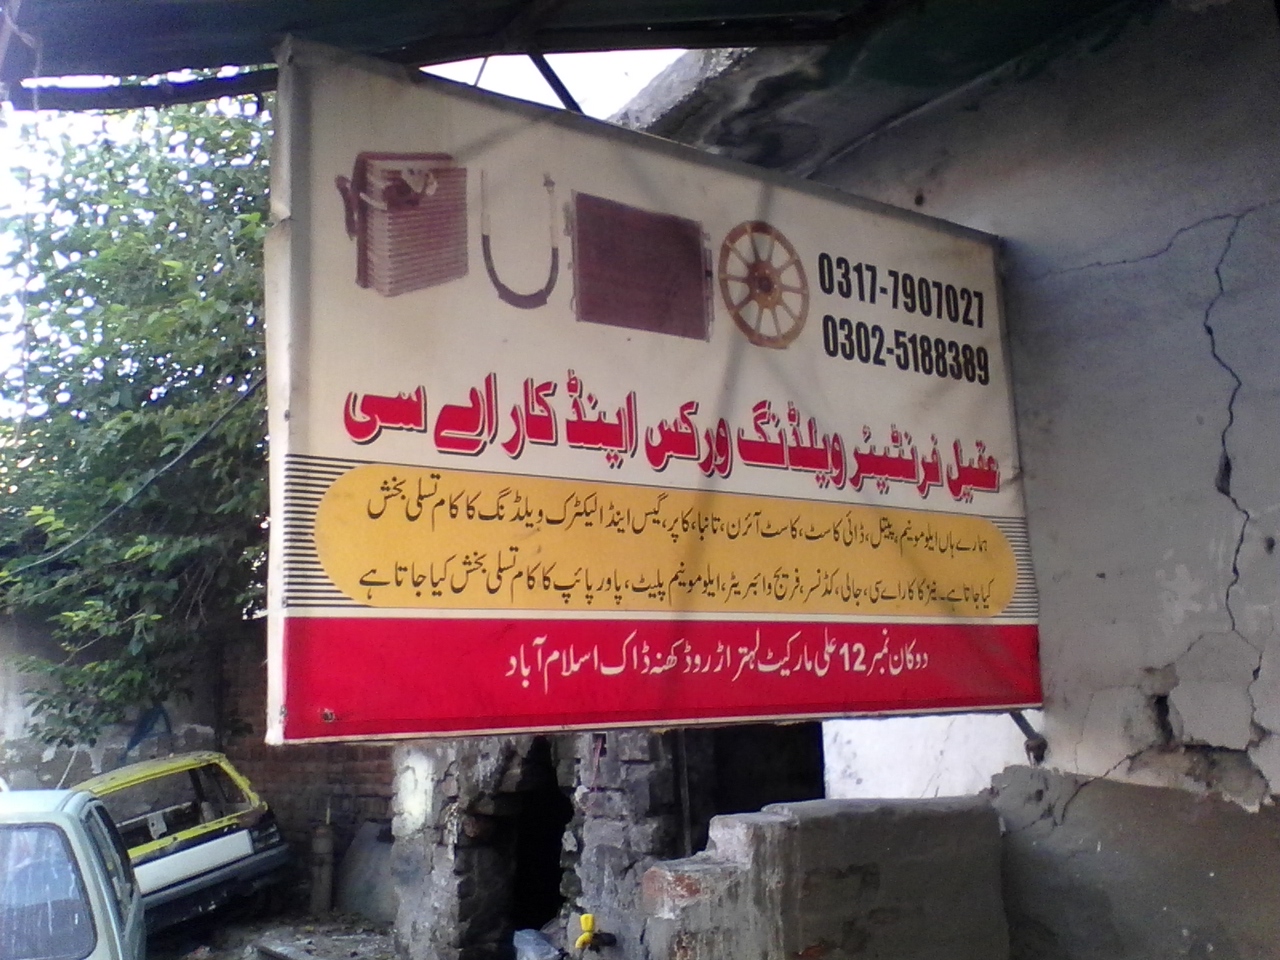 0317-7907027
0302-5188389
عقیل فرنٹیئر ویلڈنگ ورکس اینڈ کار اے سی
ہمارے ہاں ایلومونیم، پیتل، ڈائی کاسٹ، کاسٹ آئرن، تانبا، کاپر، گیس اینڈ الیکٹرک ویلڈنگ کا کام تسلی بخش
کیا جاتا ہے۔ نیز کا کار اے سی، جالی، کنڈنسر، فریج وائبریٹر، ایلومونیم پلیٹ، پاور پائپ کا کام تسلی بخش کیا جاتا ہے
دوکان نمبر 12 علی مارکیٹ لہتراڑ روڈ کھنہ ڈاک اسلام آباد